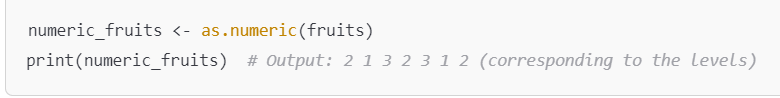 numeric_fruits <- as.numeric(fruits)
print(numeric_fruits)  # Output: 2 1 3 2 3 1 2 (corresponding to the levels)